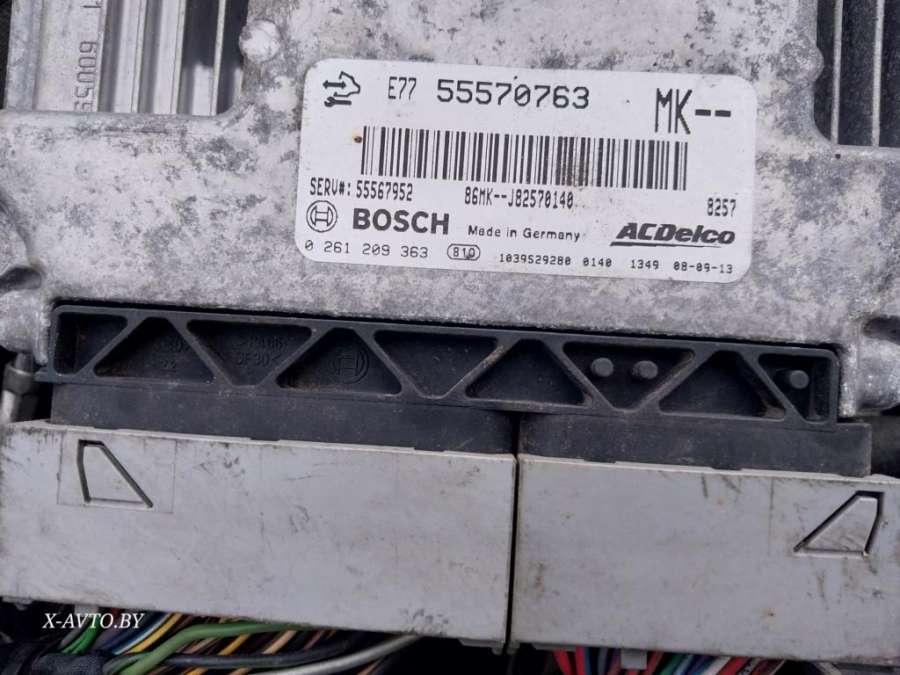 E77 55570763 MK--
SERV#: 55567952 86MK--J82570140 8257
BOSCH Made in Germany ACDelco
0 261 209 363 810 1039S29280 0140 1349 08-09-13
X-AVTO.BY